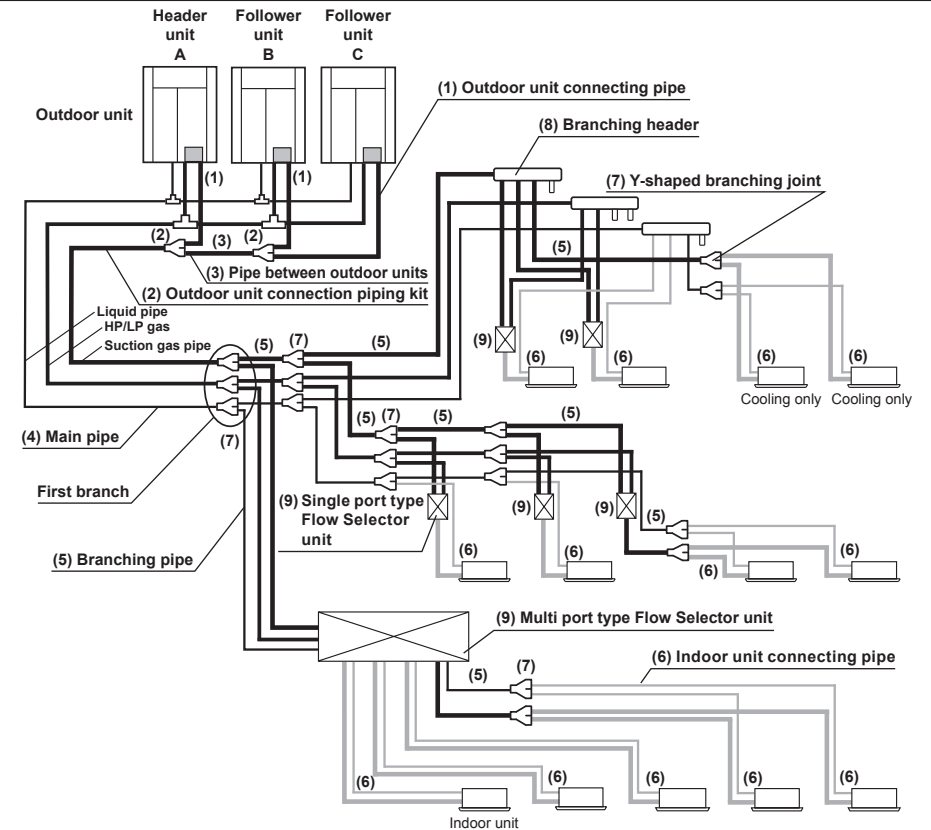 Header
unit
A
Follower
unit
B
Follower
unit
C
Outdoor unit
(1) Outdoor unit connecting pipe
(8) Branching header
(1)
(1)
(7) Y-shaped branching joint
(2)
(3)
(2)
(5)
(3) Pipe between outdoor units
(2) Outdoor unit connection piping kit
Liquid pipe
HP/LP gas
Suction gas pipe
(5)
(7)
(5)
(9)
(9)
(6)
(6)
(6)
(6)
Cooling only
Cooling only
(4) Main pipe
(7)
(5)
(7)
(5)
(5)
First branch
(9) Single port type
Flow Selector
unit
(9)
(9)
(5)
(5) Branching pipe
(6)
(6)
(6)
(6)
(9) Multi port type Flow Selector unit
(6) Indoor unit connecting pipe
(5)
(7)
(6)
(6)
(6)
(6)
(6)
Indoor unit